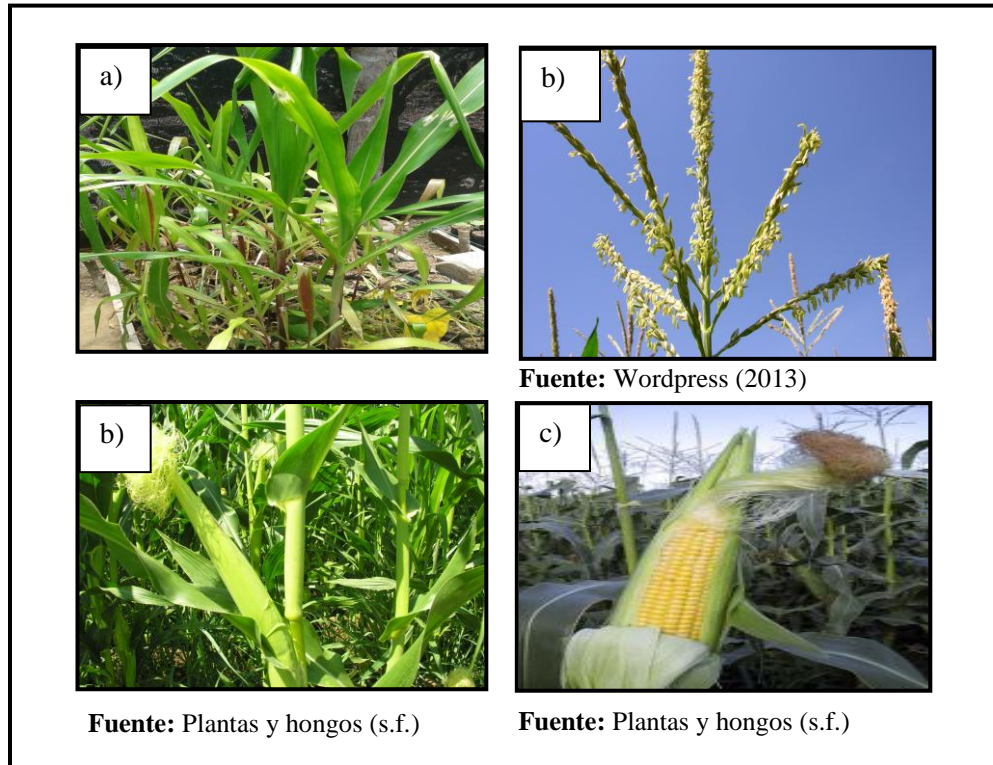 a)
b)
Fuente: Wordpress (2013)
b)
c)
Fuente: Plantas y hongos (s.f.)
Fuente: Plantas y hongos (s.f.)